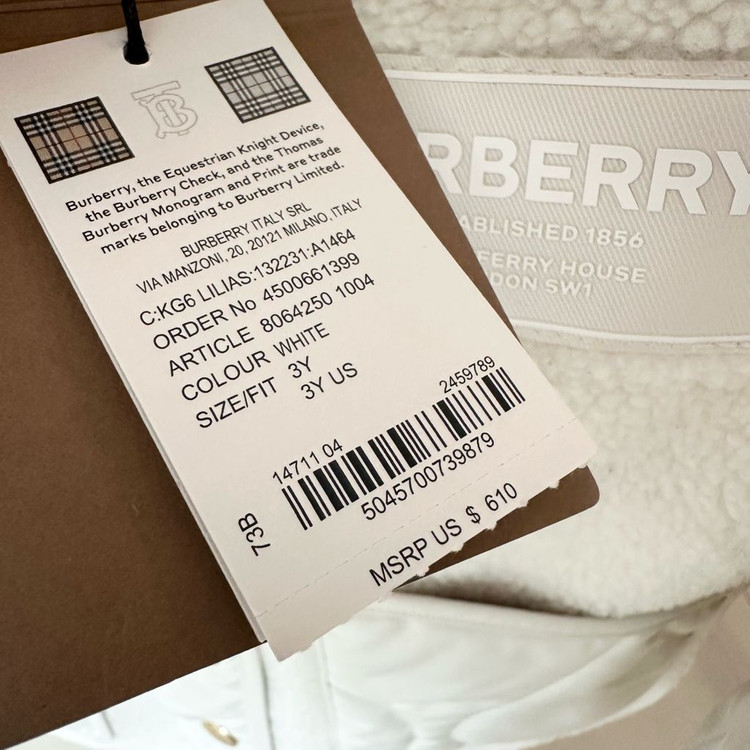 Burberry, the Equestrian Knight Device,
the Burberry Check, and the Thomas
Burberry Monogram and Print are trade
marks belonging to Burberry Limited.
BURBERRY ITALY SRL
VIA MANZONI, 20, 20121 MILANO ,ITALY
C:KG6 LILIAS:132231:A1464
ORDER No 4500661399
ARTICLE 8064250 1004
COLOUR WHITE
SIZE/FIT 3Y
3Y US
14711 04 2459789
5045700739879
73B
MSRP US $ 610
RBERRY
ABLISHED 1856
FERRY HOUSE
DON SW1